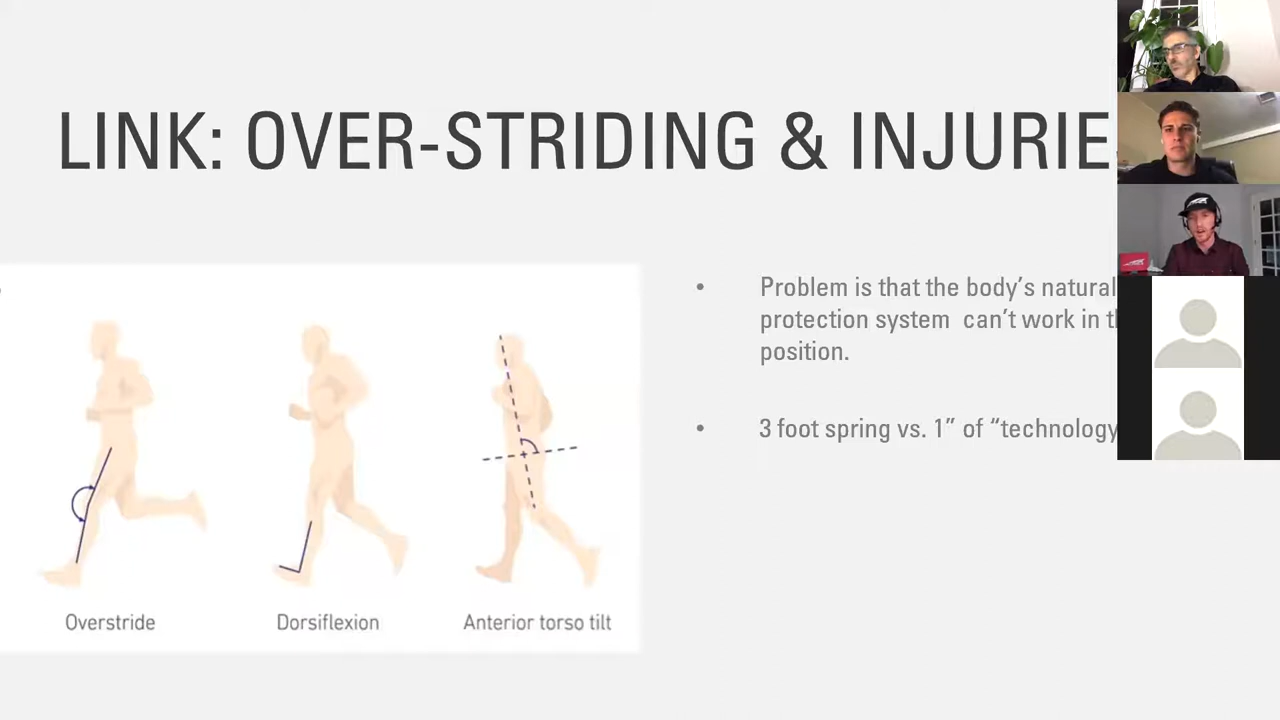 LINK: OVER-STRIDING & INJURIE
• Problem is that the body’s natural
protection system can’t work in
position.
• 3 foot spring vs. 1” of “technology
Overstride
Dorsiflexion
Anterior torso tilt